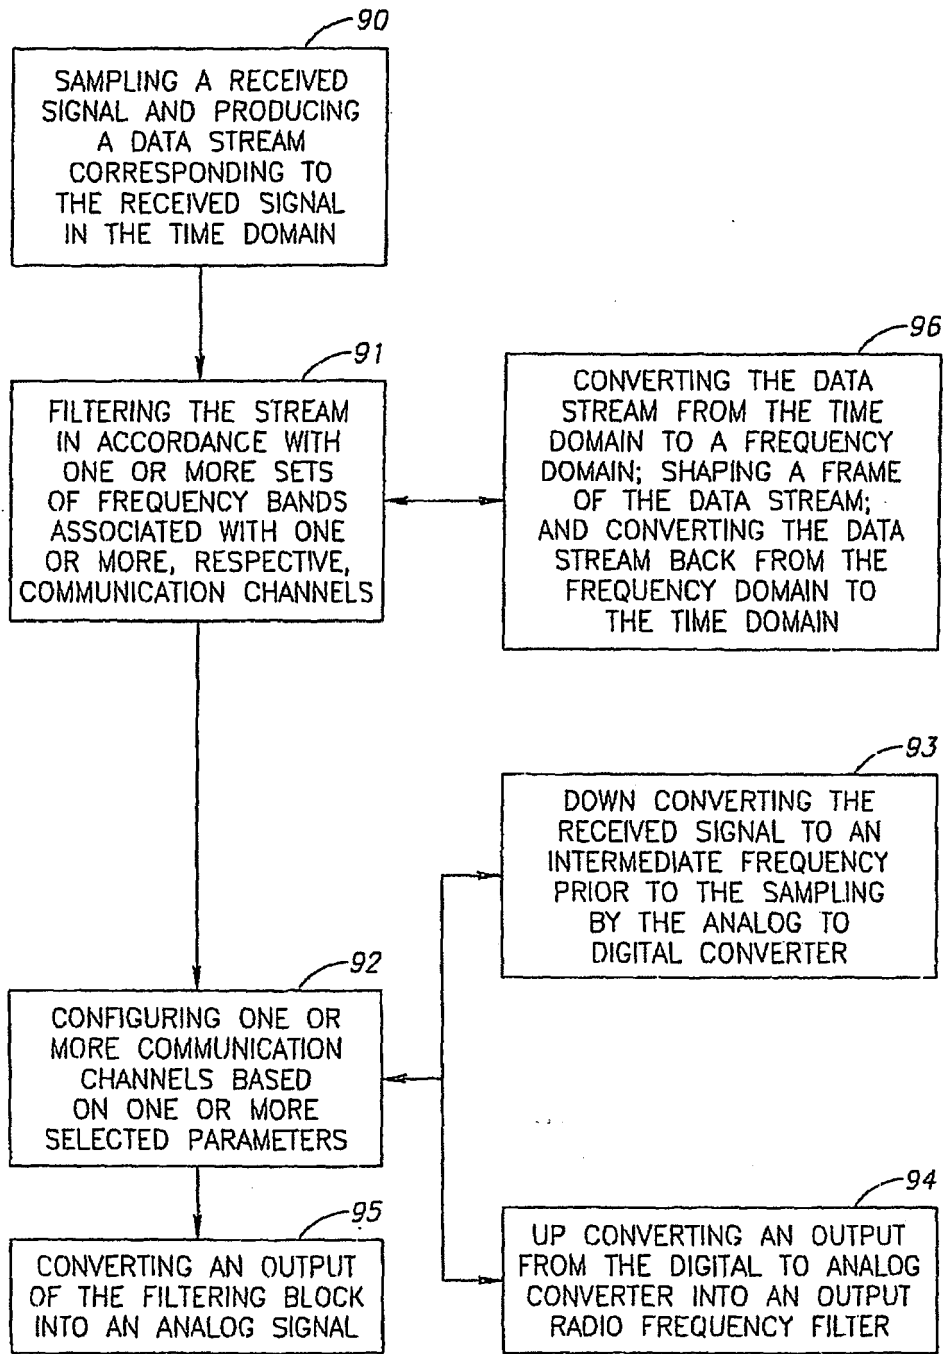 90
SAMPLING A RECEIVED
SIGNAL AND PRODUCING
A DATA STREAM
CORRESPONDING TO
THE RECEIVED SIGNAL
IN THE TIME DOMAIN
91
FILTERING THE STREAM
IN ACCORDANCE WITH
ONE OR MORE SETS
OF FREQUENCY BANDS
ASSOCIATED WITH ONE
OR MORE, RESPECTIVE,
COMMUNICATION CHANNELS
96
CONVERTING THE DATA
STREAM FROM THE TIME
DOMAIN TO A FREQUENCY
DOMAIN; SHAPING A FRAME
OF THE DATA STREAM;
AND CONVERTING THE DATA
STREAM BACK FROM THE
FREQUENCY DOMAIN TO
THE TIME DOMAIN
93
DOWN CONVERTING THE
RECEIVED SIGNAL TO AN
INTERMEDIATE FREQUENCY
PRIOR TO THE SAMPLING
BY THE ANALOG TO
DIGITAL CONVERTER
92
CONFIGURING ONE OR
MORE COMMUNICATION
CHANNELS BASED
ON ONE OR MORE
SELECTED PARAMETERS
95
CONVERTING AN OUTPUT
OF THE FILTERING BLOCK
INTO AN ANALOG SIGNAL
94
UP CONVERTING AN OUTPUT
FROM THE DIGITAL TO ANALOG
CONVERTER INTO AN OUTPUT
RADIO FREQUENCY FILTER